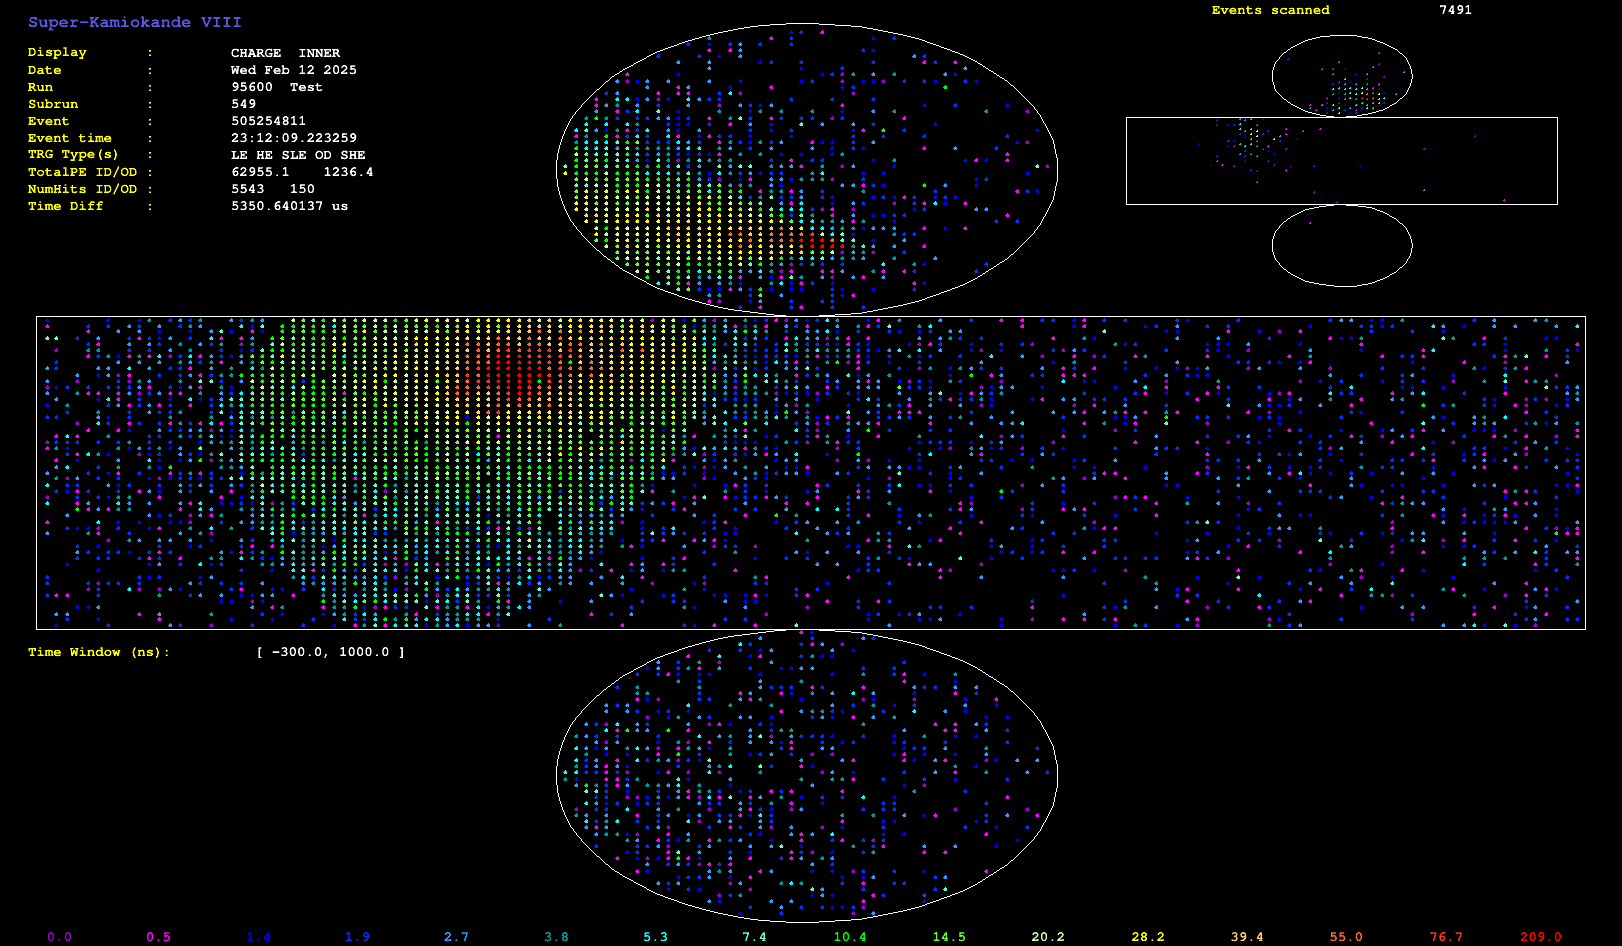 Super-Kamiokande VIII
Events scanned 7491
Display : CHARGE INNER
Date : Wed Feb 12 2025
Run : 95600 Test
Subrun : 549
Event : 505254811
Event time : 23:12:09.223259
TRG Type(s) : LE HE SLE OD SHE
TotalPE ID/OD : 62955.1 1236.4
NumHits ID/OD : 5543 150
Time Diff : 5350.640137 us
Time Window (ns): [ -300.0, 1000.0 ]
0.0 0.5 1.4 1.9 2.7 3.8 5.3 7.4 10.4 14.5 20.2 28.2 39.4 55.0 76.7 209.0